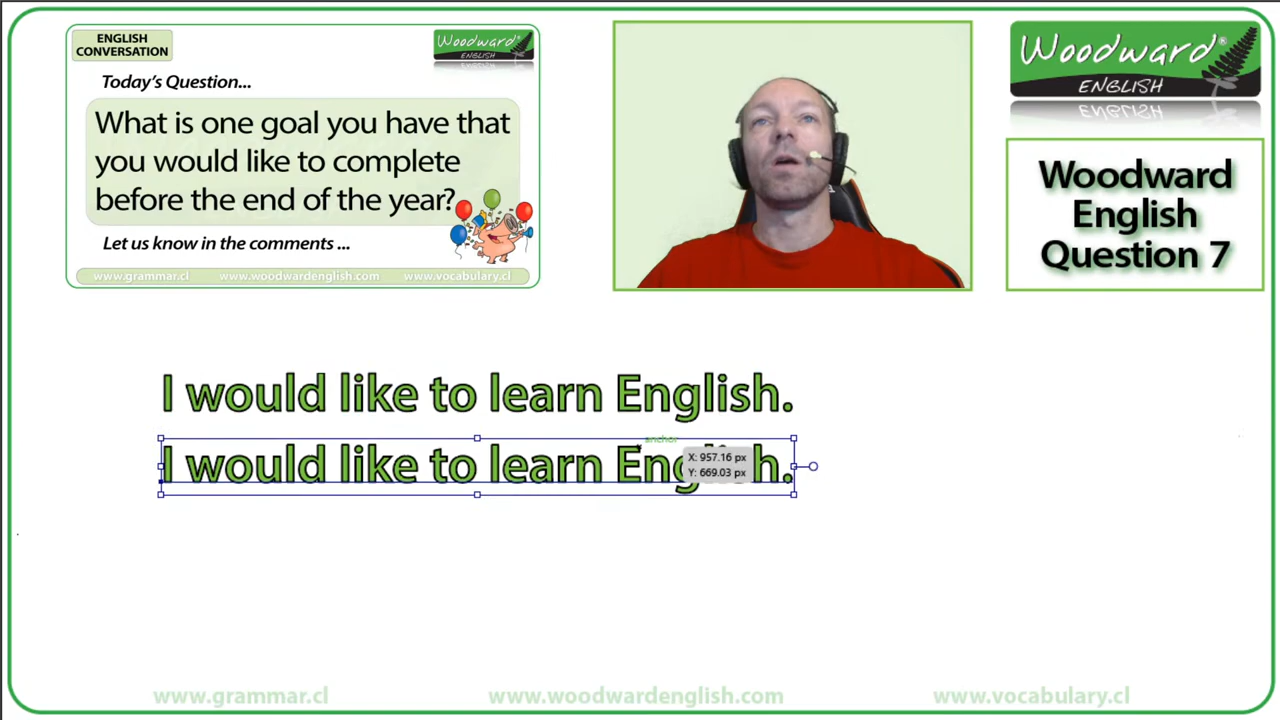 ENGLISH
CONVERSATION
Woodward
ENGLISH
Today's Question...
What is one goal you have that
you would like to complete
before the end of the year?
Let us know in the comments ...
www.grammar.cl www.woodwardenglish.com www.vocabulary.cl
Woodward®
ENGLISH
Woodward
English
Question 7
I would like to learn English.
anchor
I would like to learn English.
X: 957.16 px
Y: 669.03 px
www.grammar.cl www.woodwardenglish.com www.vocabulary.cl